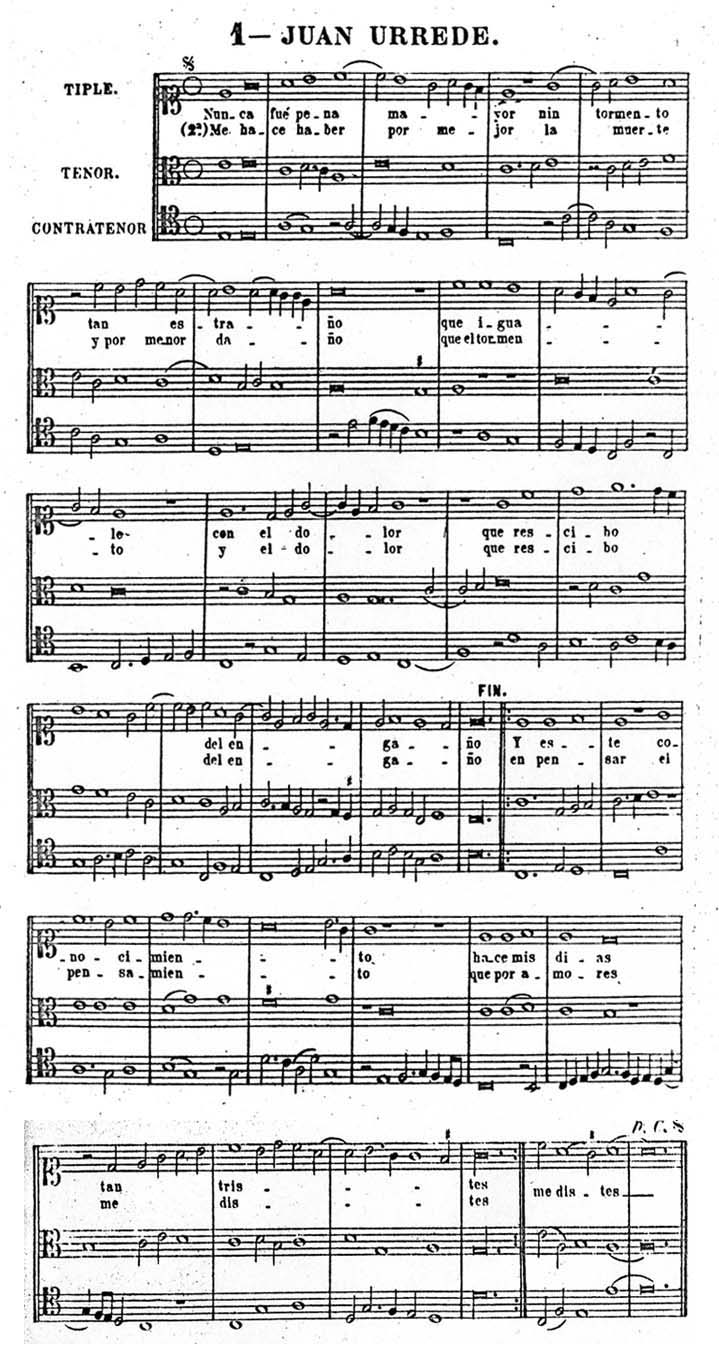 1— JUAN URREDE.
TIPLE.
Nun-ca fué pe-na ma - - - yór nin tormen-to
(2ª.) Me ha-ce ha-ber por me - jor la muer-te
TENOR.
CONTRATENOR
tan es - tra - ño que i-gua - - - -
y por menor da - - ño que el tormen - - - -
- le con el do - lor que res - ci - bo
- to y el do - lor que res - ci - bo
FIN.
del en - - - ga - ño Y es - te co-
del en - - - ga - ño en pen - sar el
-no - ci - mien - - - to. ha-ce mis di - as
pen - sa-mien - - - to que por a - mo - res
D. C. 𝄋
tan tris - - - - tes me dis - tes
me dis - - - - tes